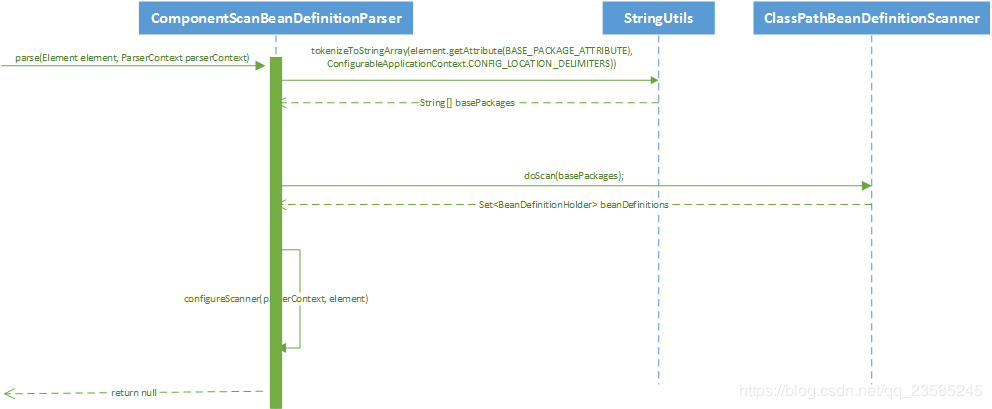 ComponentScanBeanDefinitionParser
StringUtils
ClassPathBeanDefinitionScanner
parse(Element element, ParserContext parserContext)
tokenizeToStringArray(element.getAttribute(BASE_PACKAGE_ATTRIBUTE),
ConfigurableApplicationContext.CONFIG_LOCATION_DELIMITERS))
String[] basePackages
doScan(basePackages);
Set<BeanDefinitionHolder> beanDefinitions
configureScanner(parserContext, element)
return null
https://blog.csdn.net/qq_23585245